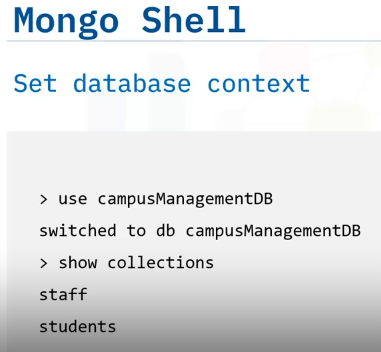 Mongo Shell
Set database context
> use campusManagementDB
switched to db campusManagementDB
> show collections
staff
students